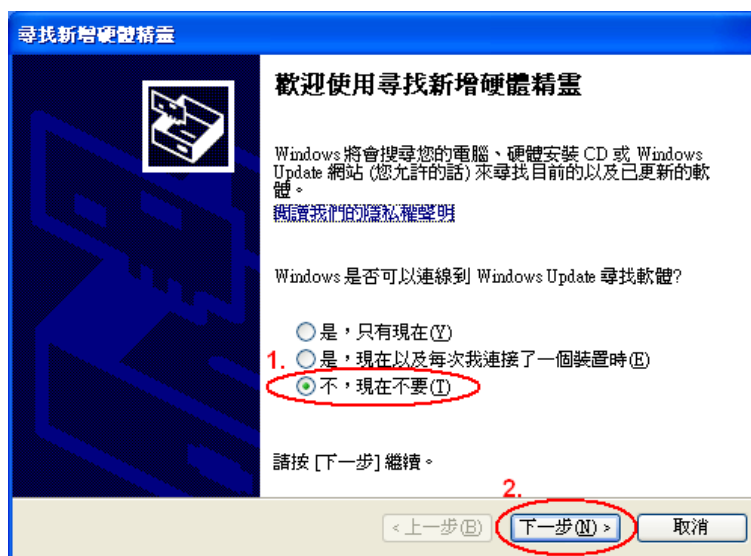 尋找新增硬體精靈
歡迎使用尋找新增硬體精靈
Windows 將會搜尋您的電腦、硬體安裝 CD 或 Windows
Update 網站 (您允許的話) 來尋找目前的以及已更新的軟
體。
閱讀我們的隱私權聲明
Windows 是否可以連線到 Windows Update 尋找軟體?
是，只有現在(Y)
1. 是，現在以及每次我連接了一個裝置時(E)
不，現在不要(T)
請按 [下一步] 繼續。
2.
<上一步(B) 下一步(N) > 取消